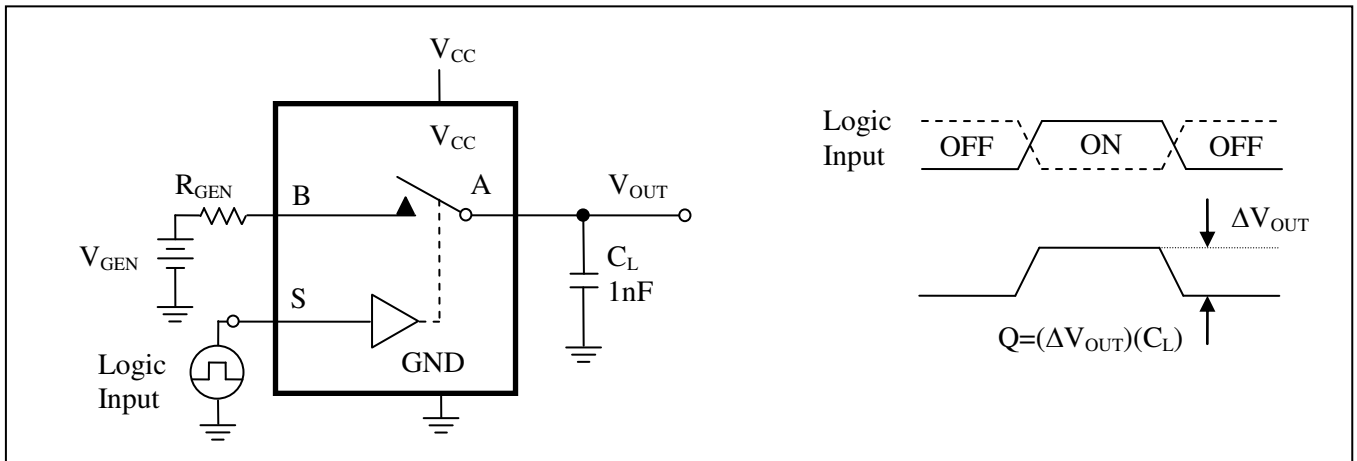 V_CC
V_CC
R_GEN
B
A
V_OUT
V_GEN
C_L
1nF
S
GND
Logic
Input
Logic
Input
OFF
ON
OFF
ΔV_OUT
Q=(ΔV_OUT)(C_L)